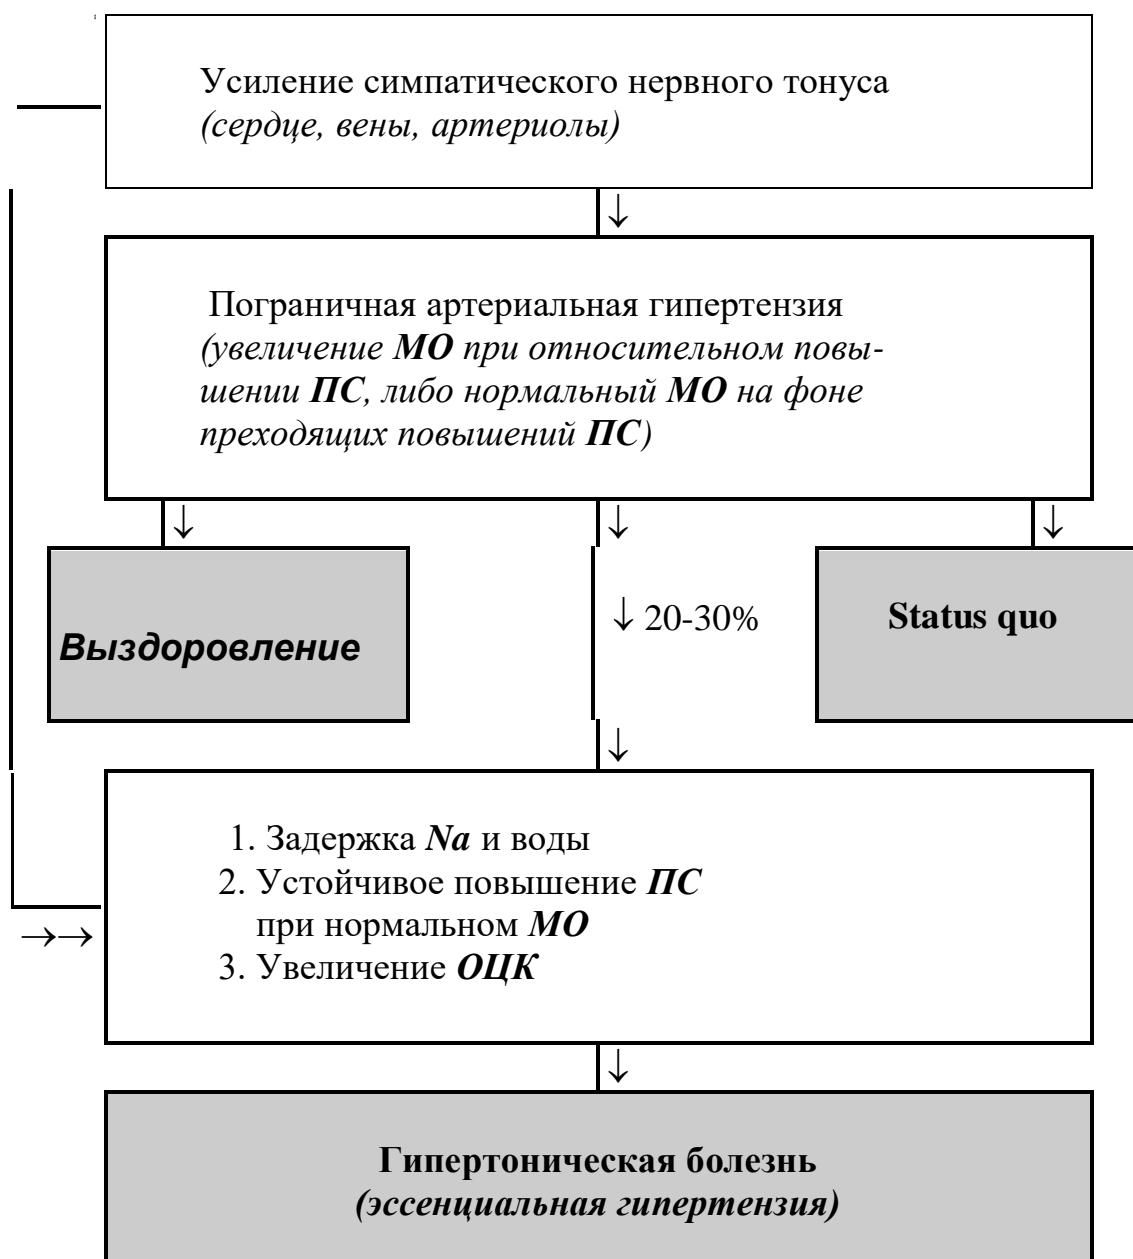 Усиление симпатического нервного тонуса
(сердце, вены, артериолы)
↓
Пограничная артериальная гипертензия
(увеличение МО при относительном повы-
шении ПС, либо нормальный МО на фоне
преходящих повышений ПС)
↓ ↓ ↓
Выздоровление
↓ 20-30%
Status quo
↓
1. Задержка Na и воды
2. Устойчивое повышение ПС
при нормальном МО
3. Увеличение ОЦК
→→
↓
Гипертоническая болезнь
(эссенциальная гипертензия)